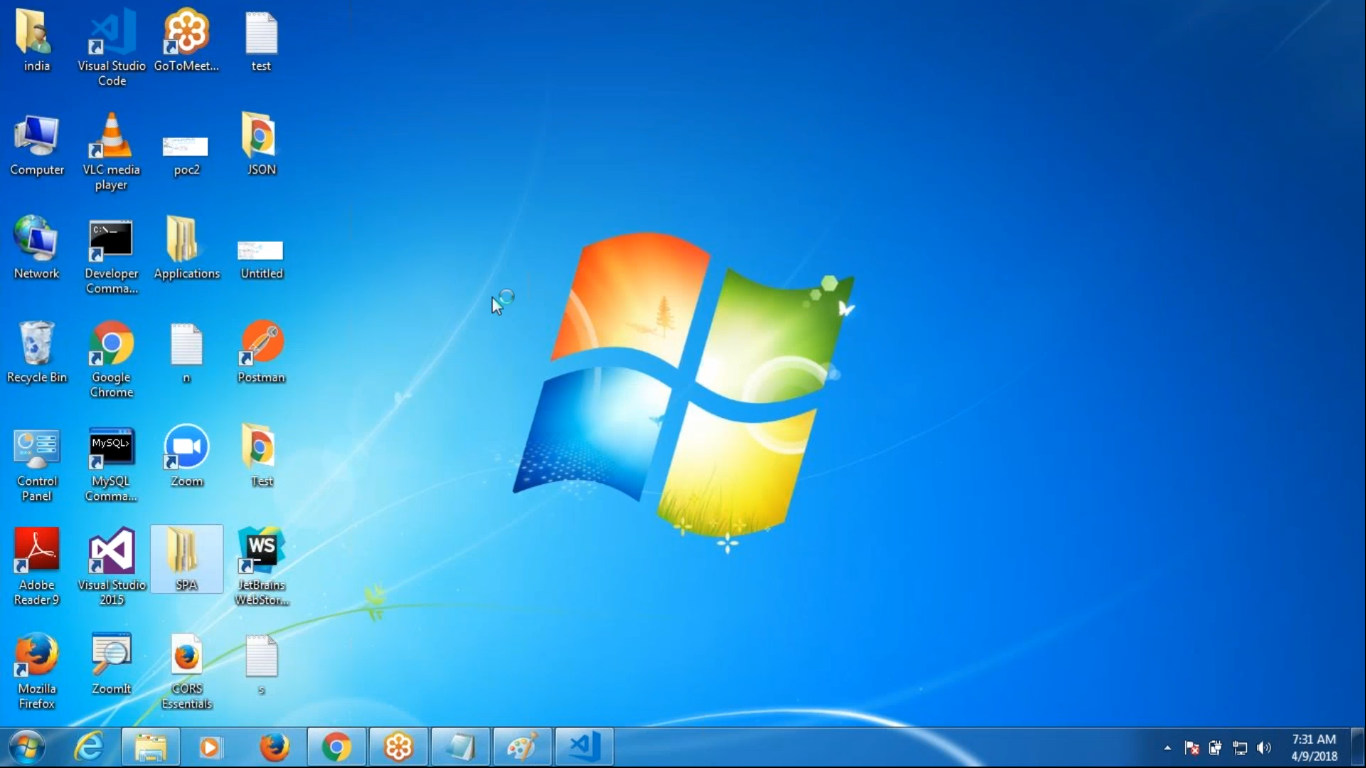 india
Visual Studio
Code
GoToMeet...
test
Computer
VLC media
player
poc2
JSON
Network
C:\._
Developer
Comma...
Applications
Untitled
Recycle Bin
Google
Chrome
n
Postman
Control
Panel
MySQL>
MySQL
Comma...
Zoom
Test
Adobe
Reader 9
Visual Studio
2015
SPA
WS
JetBrains
WebStor...
Mozilla
Firefox
ZoomIt
CORS
Essentials
s
7:31 AM
4/9/2018